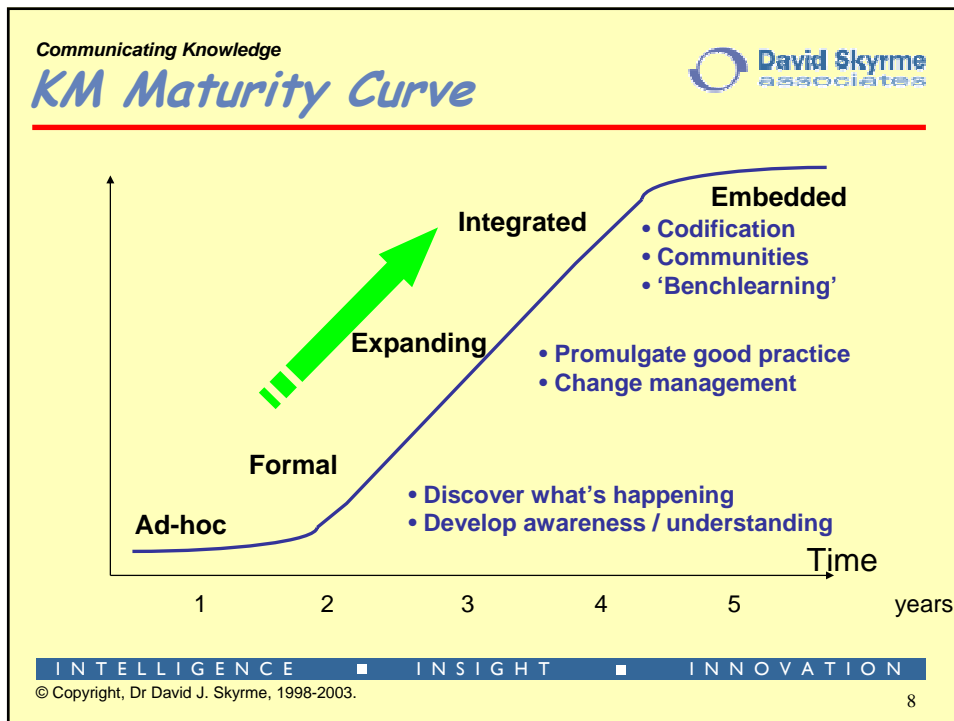 Communicating Knowledge
KM Maturity Curve
David Skyrme
associates
Embedded
• Codification
• Communities
• ‘Benchlearning’
Integrated
Expanding
• Promulgate good practice
• Change management
Formal
• Discover what’s happening
• Develop awareness / understanding
Ad-hoc
Time
1 2 3 4 5 years
INTELLIGENCE ■ INSIGHT ■ INNOVATION
© Copyright, Dr David J. Skyrme, 1998-2003.
8